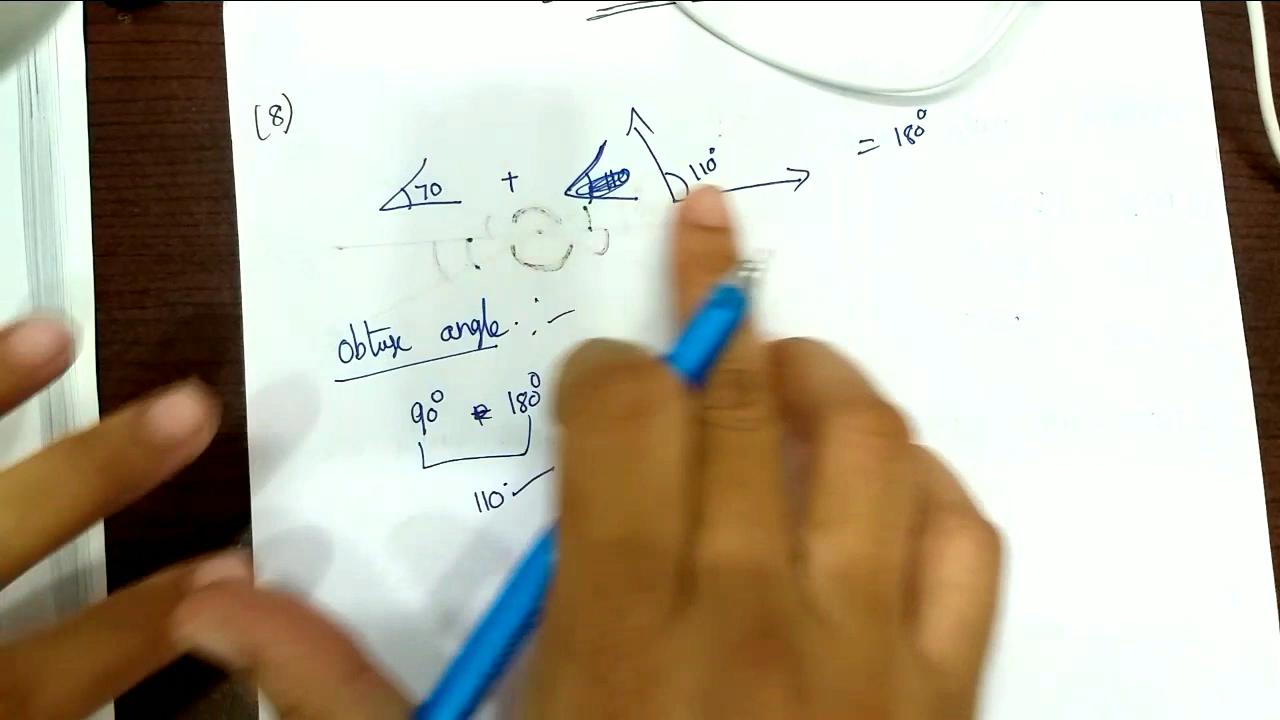 (8)
70 + 110° = 180°
Obtuse angle :-
90° 180°
110°